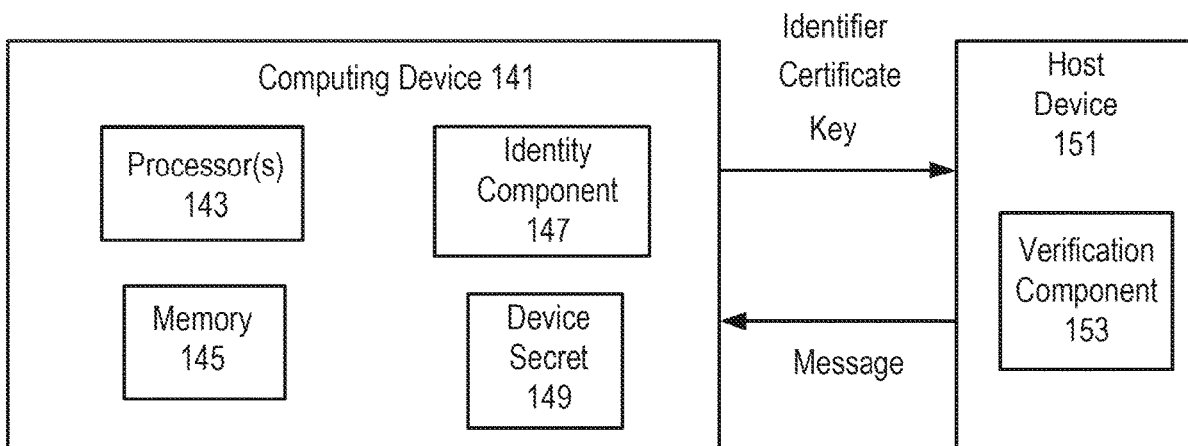 Computing Device 141
Processor(s)
143
Identity
Component
147
Memory
145
Device
Secret
149
Identifier
Certificate
Key
Message
Host
Device
151
Verification
Component
153